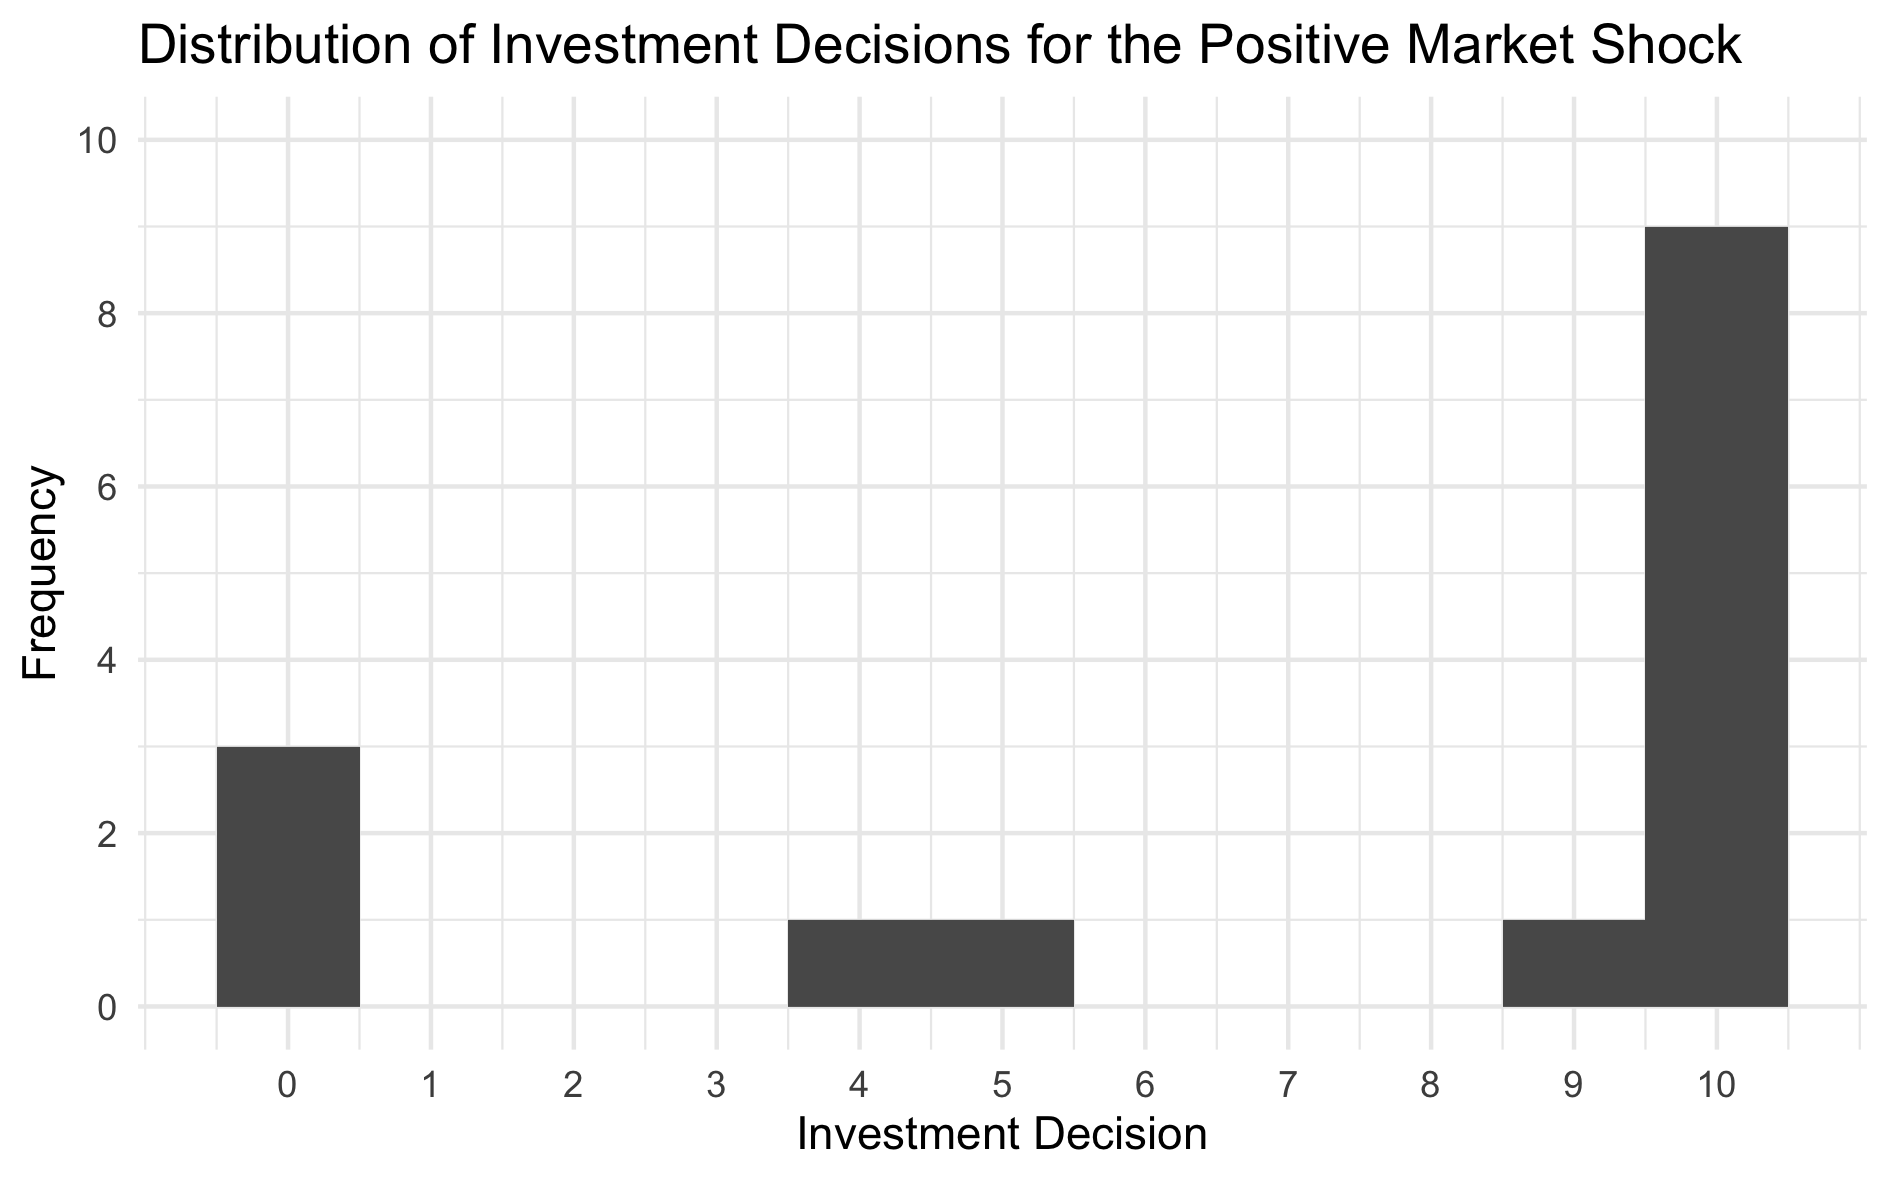 Distribution of Investment Decisions for the Positive Market Shock
10
8
6
4
2
0
Frequency
0 1 2 3 4 5 6 7 8 9 10
Investment Decision